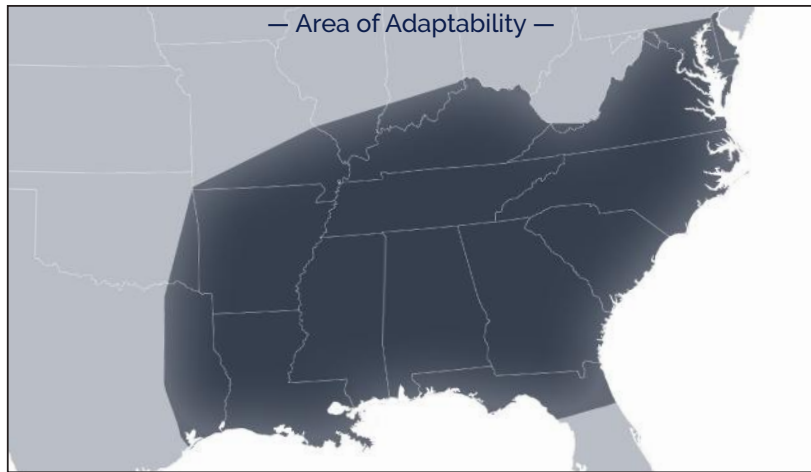 — Area of Adaptability —